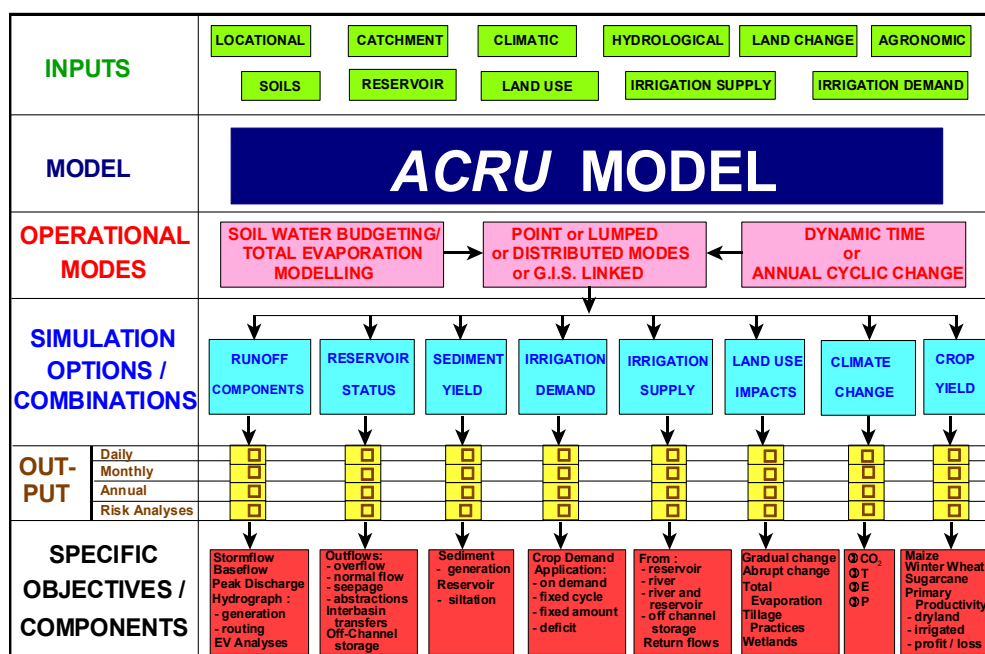 INPUTS
LOCATIONAL
CATCHMENT
CLIMATIC
HYDROLOGICAL
LAND CHANGE
AGRONOMIC
SOILS
RESERVOIR
LAND USE
IRRIGATION SUPPLY
IRRIGATION DEMAND
MODEL
ACRU MODEL
OPERATIONAL
MODES
SOIL WATER BUDGETING/
TOTAL EVAPORATION
MODELLING
POINT or LUMPED
or DISTRIBUTED MODES
or G.I.S. LINKED
DYNAMIC TIME
or
ANNUAL CYCLIC CHANGE
SIMULATION
OPTIONS /
COMBINATIONS
RUNOFF
COMPONENTS
RESERVOIR
STATUS
SEDIMENT
YIELD
IRRIGATION
DEMAND
IRRIGATION
SUPPLY
LAND USE
IMPACTS
CLIMATE
CHANGE
CROP
YIELD
OUT-
PUT
Daily
Monthly
Annual
Risk Analyses
SPECIFIC
OBJECTIVES /
COMPONENTS
Stormflow
Baseflow
Peak Discharge
Hydrograph :
- generation
- routing
EV Analyses
Outflows:
- overflow
- normal flow
- seepage
- abstractions
Interbasin
transfers
Off-Channel
storage
Sediment
- generation
Reservoir
- siltation
Crop Demand
Application:
- on demand
- fixed cycle
- fixed amount
- deficit
From :
- reservoir
- river
- river and
reservoir
- off channel
storage
Return flows
Gradual change
Abrupt change
Total
Evaporation
Tillage
Practices
Wetlands
CO₂
T
E
P
Maize
Winter Wheat
Sugarcane
Primary
Productivity
- dryland
- irrigated
- profit / loss